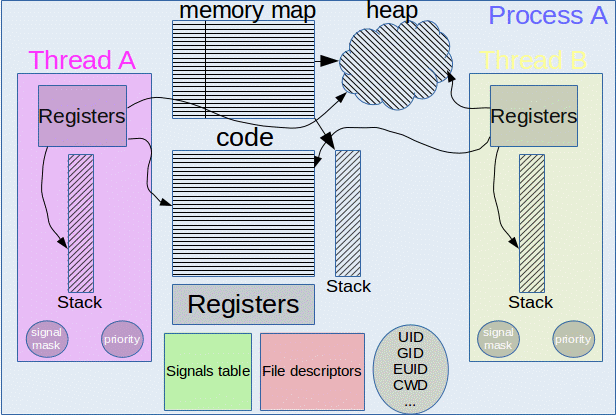 memory map
heap
Process A
Thread A
Thread B
Registers
Registers
code
Stack
Stack
Stack
Registers
signal
mask
priority
signal
mask
priority
Signals table
File descriptors
UID
GID
EUID
CWD
...